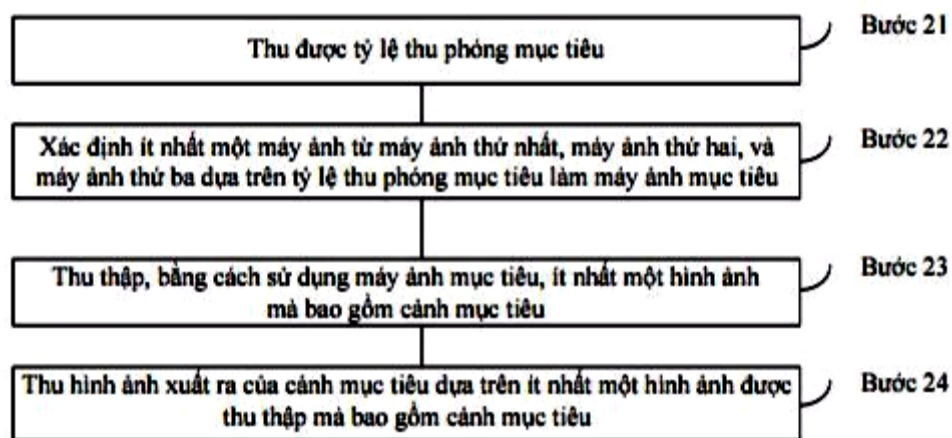 Thu được tỷ lệ thu phóng mục tiêu
Bước 21
Xác định ít nhất một máy ảnh từ máy ảnh thứ nhất, máy ảnh thứ hai, và
máy ảnh thứ ba dựa trên tỷ lệ thu phóng mục tiêu làm máy ảnh mục tiêu
Bước 22
Thu thập, bằng cách sử dụng máy ảnh mục tiêu, ít nhất một hình ảnh
mà bao gồm cảnh mục tiêu
Bước 23
Thu hình ảnh xuất ra của cảnh mục tiêu dựa trên ít nhất một hình ảnh được
thu thập mà bao gồm cảnh mục tiêu
Bước 24